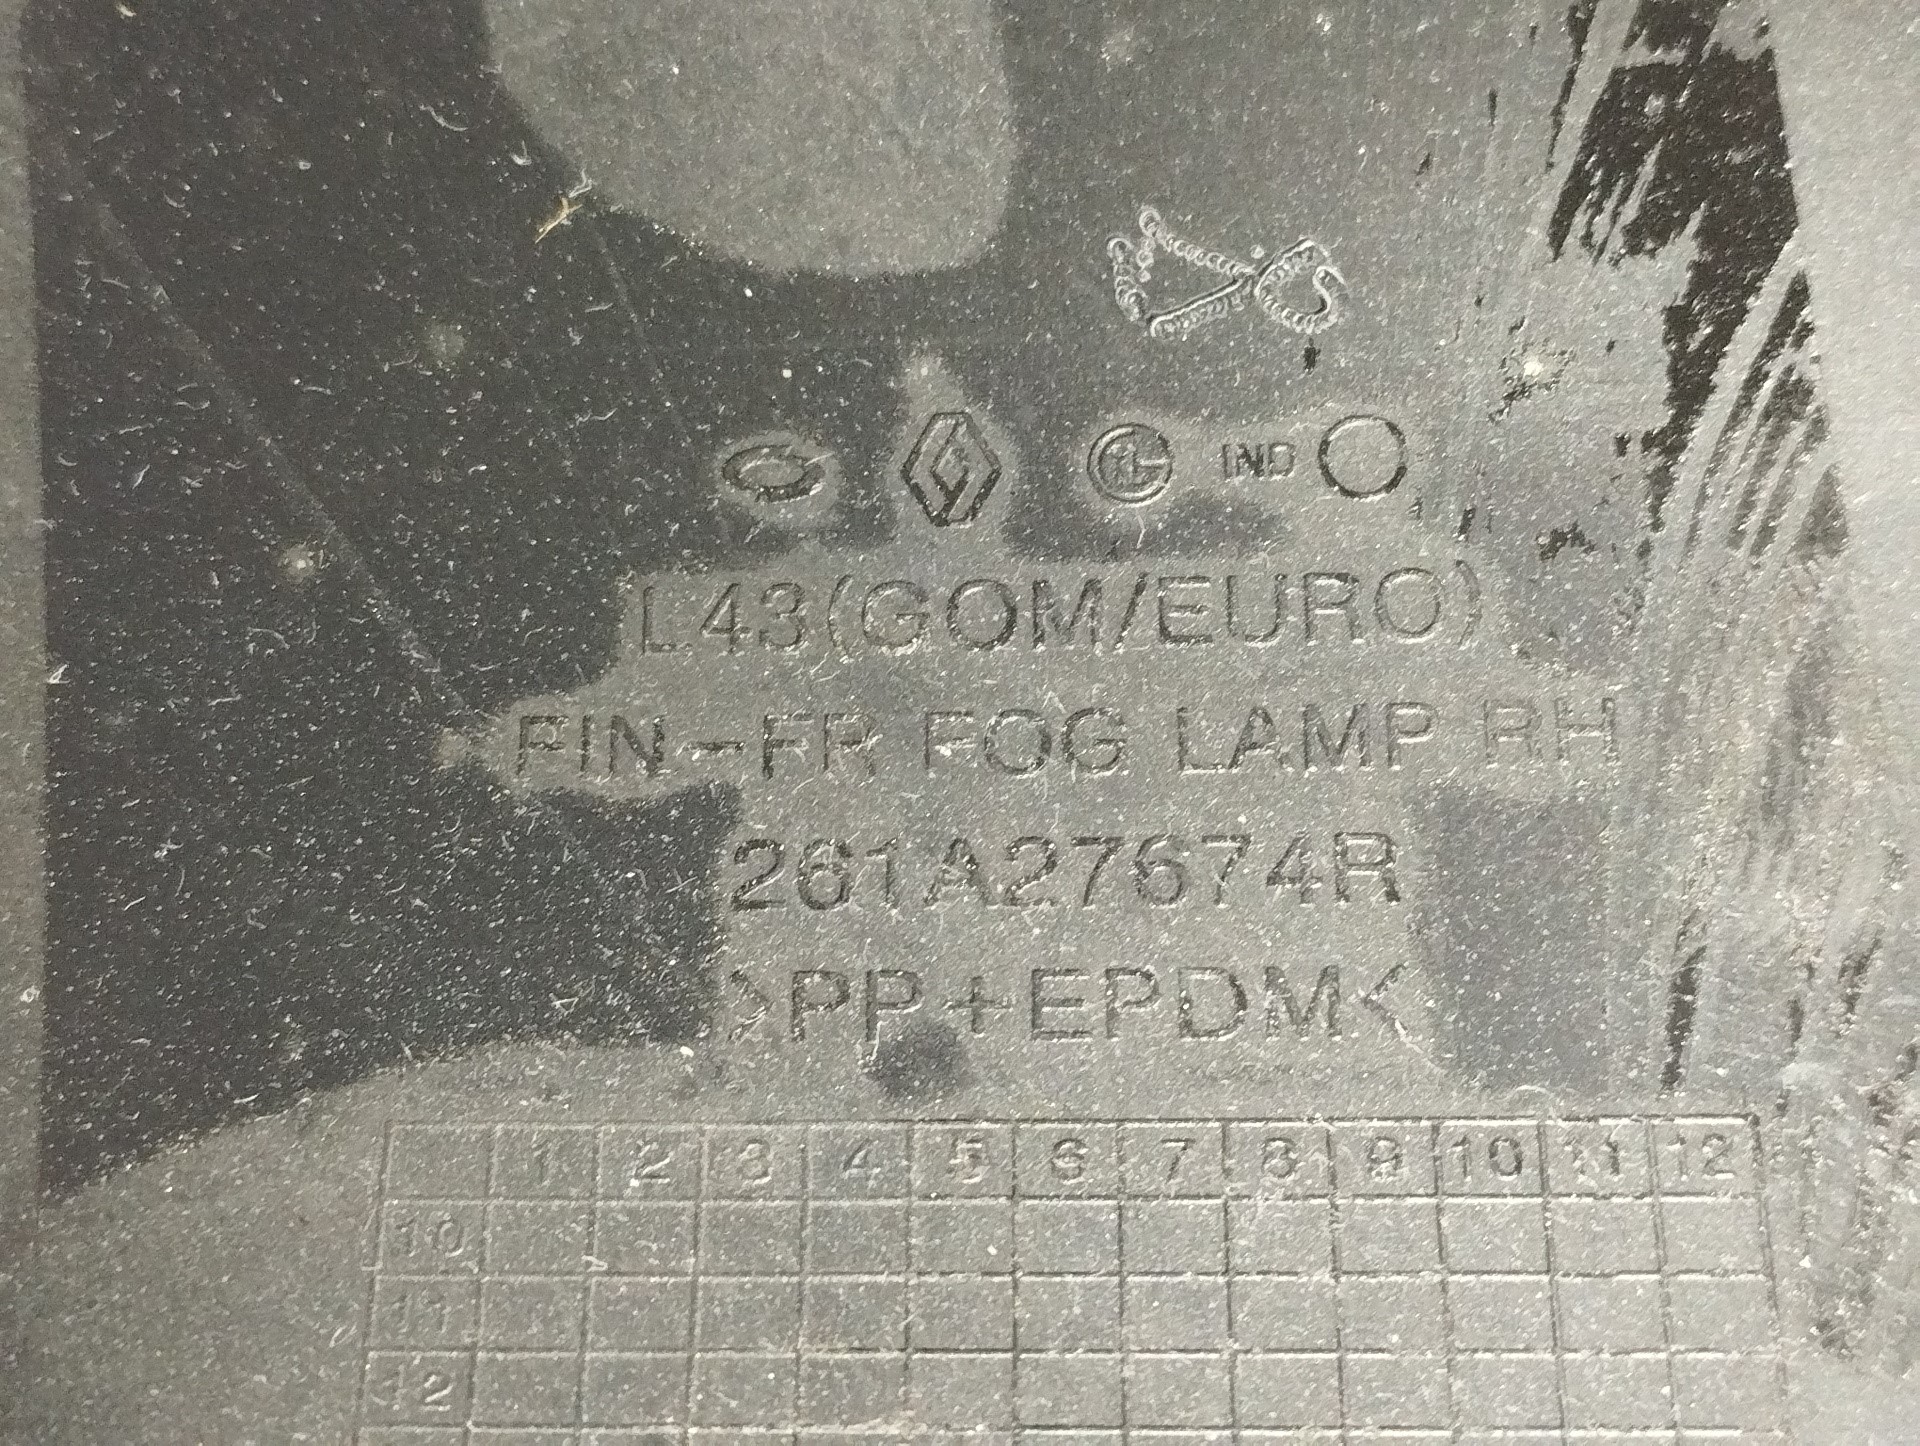 IND
L43(GOM/EURO)
FIN-FR FOG LAMP RH
261A27674R
>PP+EPDM<
1 2 3 4 5 6 7 8 9 10 11 12
10
11
12